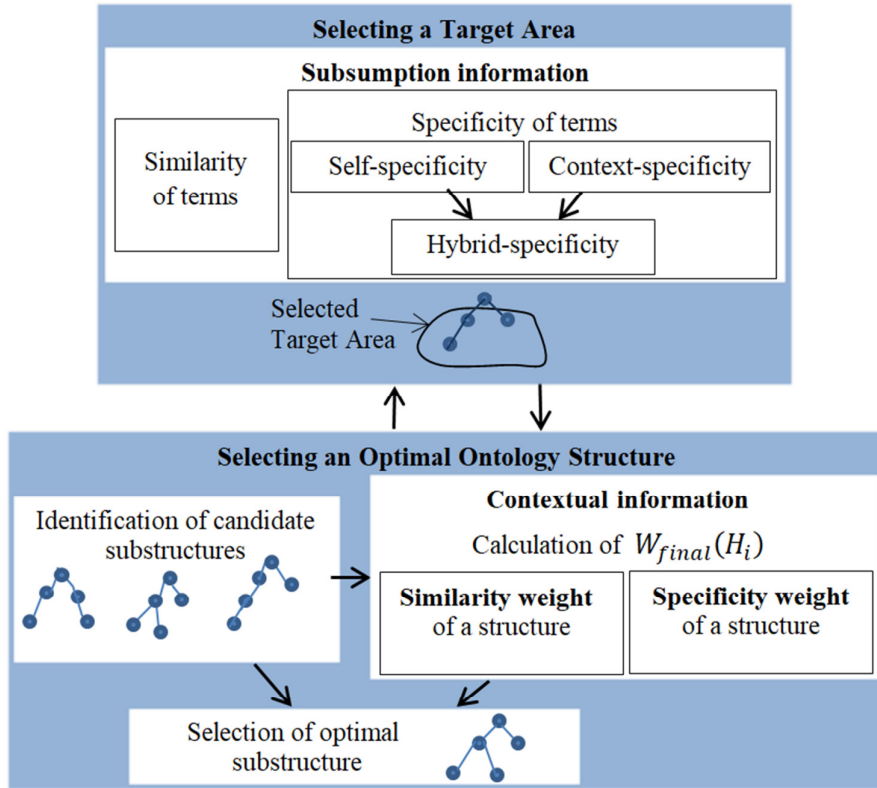 Selecting a Target Area
Subsumption information
Similarity
of terms
Specificity of terms
Self-specificity
Context-specificity
Hybrid-specificity
Selected
Target Area
Selecting an Optimal Ontology Structure
Identification of candidate
substructures
Contextual information
Calculation of W_{final}(H_i)
Similarity weight
of a structure
Specificity weight
of a structure
Selection of optimal
substructure